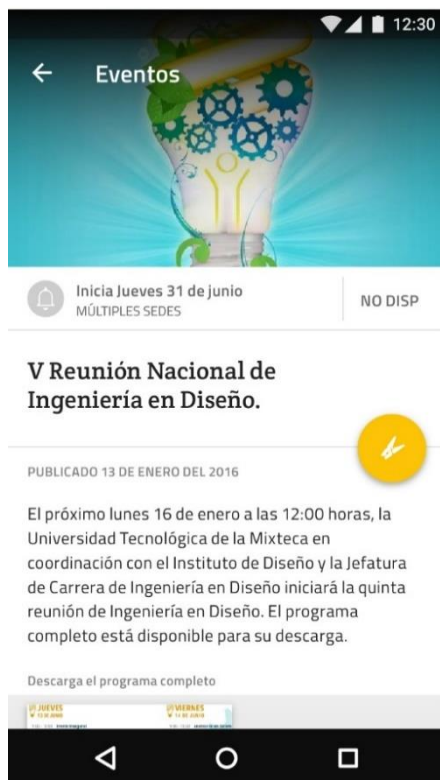 12:30
Eventos
Inicia Jueves 31 de junio
MÚLTIPLES SEDES
NO DISP
V Reunión Nacional de
Ingeniería en Diseño.
PUBLICADO 13 DE ENERO DEL 2016
El próximo lunes 16 de enero a las 12:00 horas, la
Universidad Tecnológica de la Mixteca en
coordinación con el Instituto de Diseño y la Jefatura
de Carrera de Ingeniería en Diseño iniciará la quinta
reunión de Ingeniería en Diseño. El programa
completo está disponible para su descarga.
Descarga el programa completo
JUEVES
VIERNES